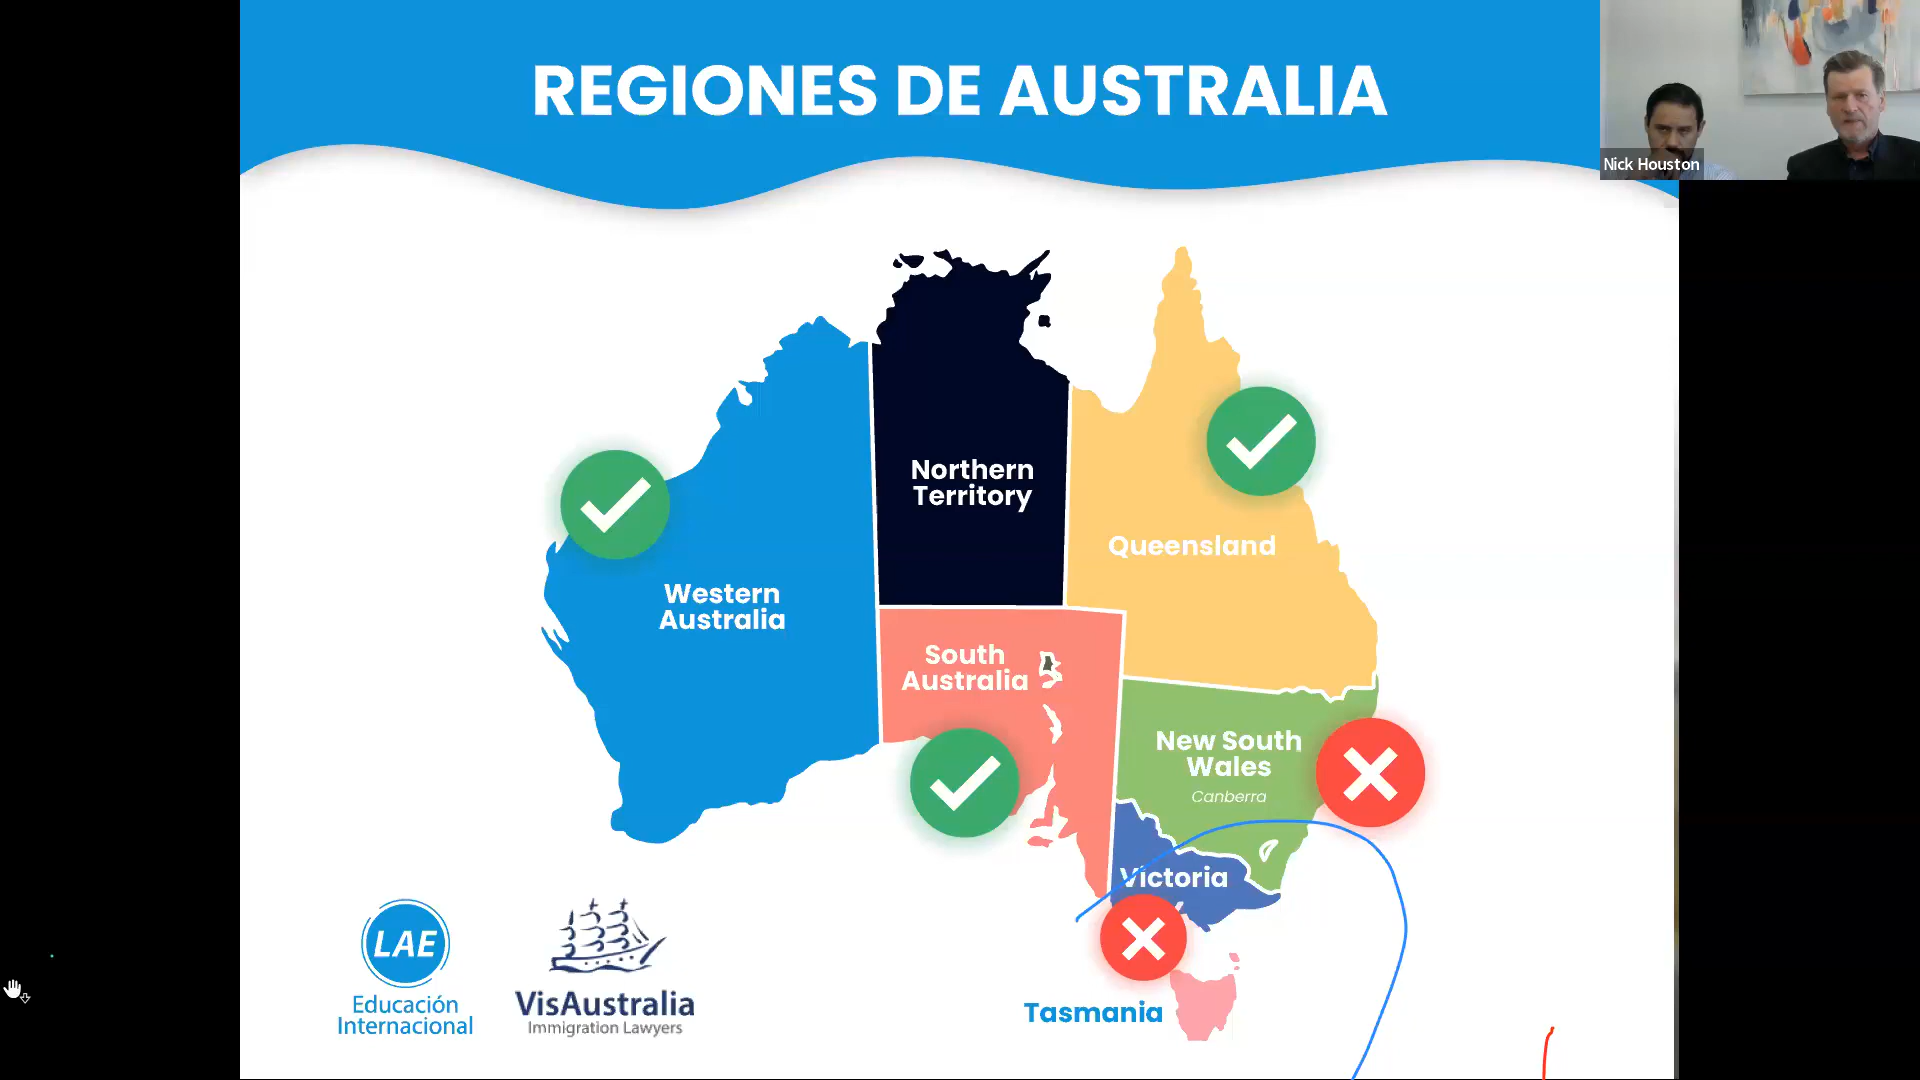 REGIONES DE AUSTRALIA
Nick Houston
Northern
Territory
Queensland
Western
Australia
South
Australia
New South
Wales
Canberra
Victoria
Tasmania
LAE
Educación
Internacional
VisAustralia
Immigration Lawyers